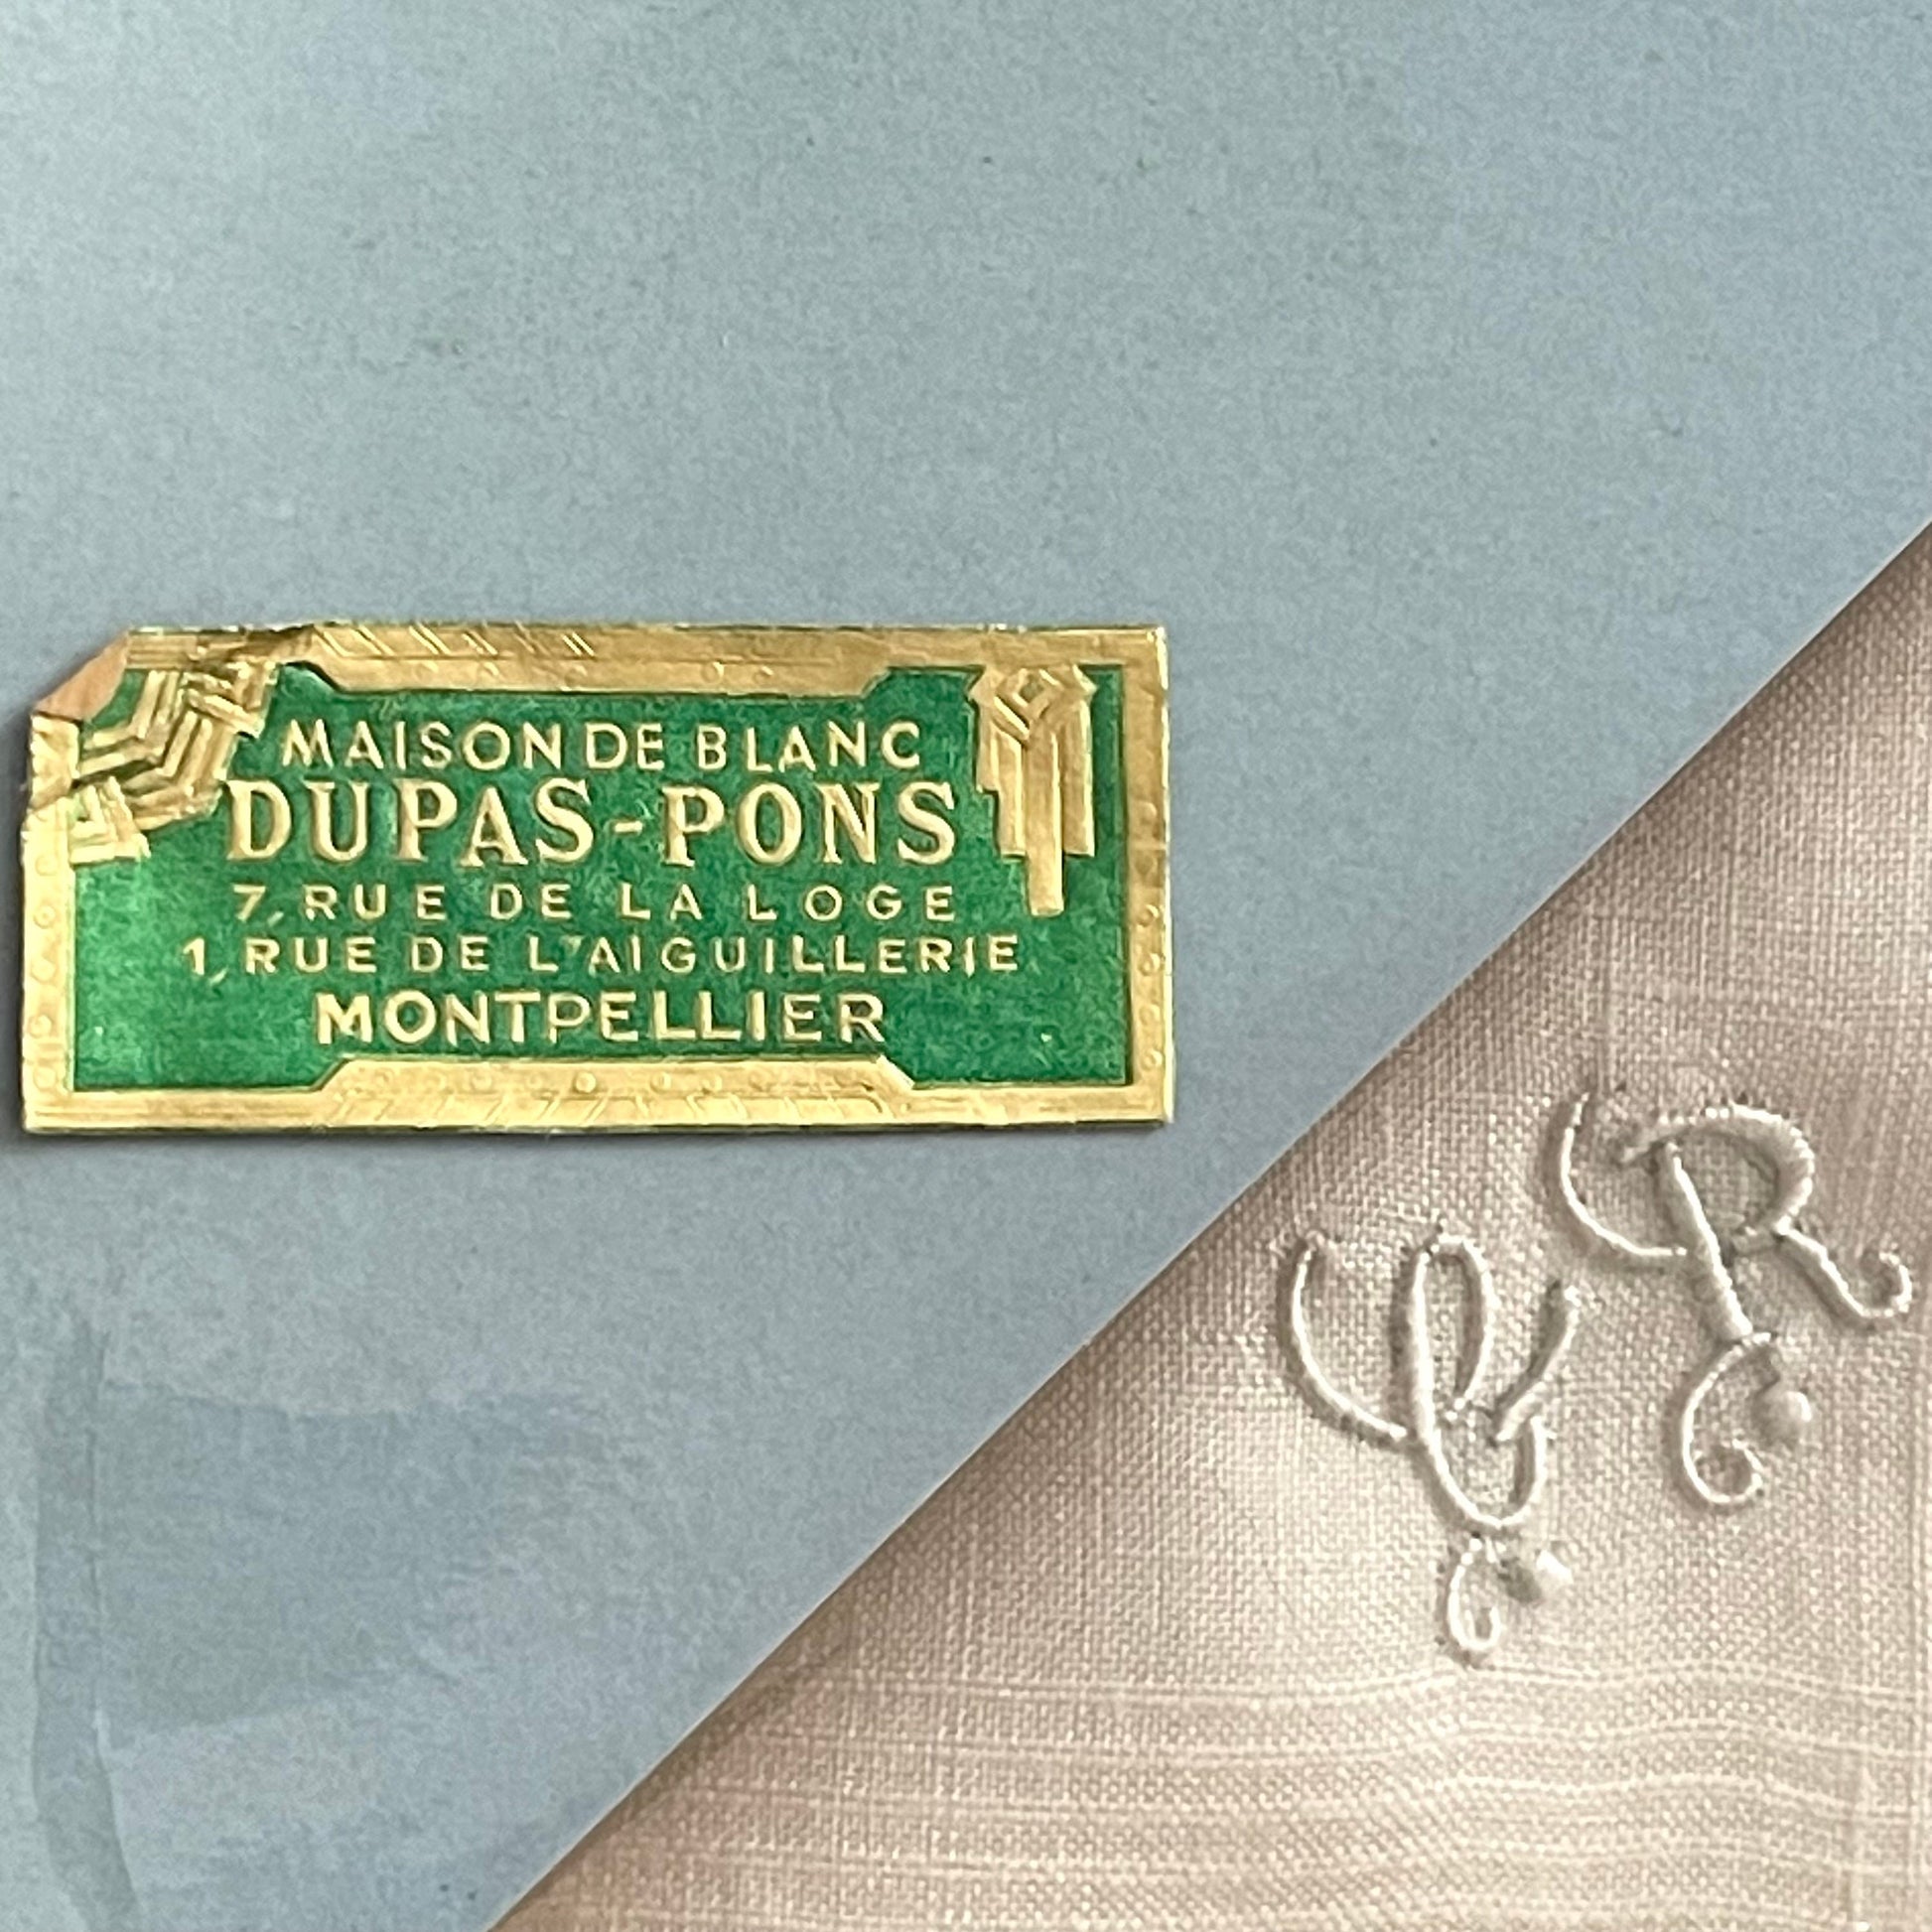 MAISON DE BLANC
DUPAS-PONS
7, RUE DE LA LOGE
1, RUE DE L'AIGUILLERIE
MONTPELLIER
R